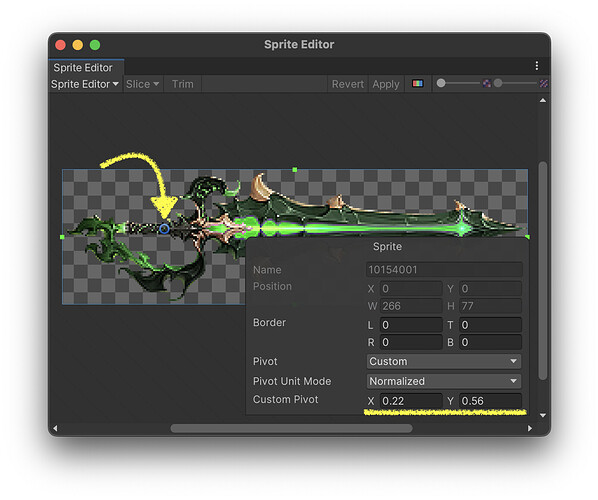 Sprite Editor
Sprite Editor
Sprite Editor Slice Trim Revert Apply
Sprite
Name 10154001
Position X 0 Y 0
W 266 H 77
Border L 0 T 0
R 0 B 0
Pivot Custom
Pivot Unit Mode Normalized
Custom Pivot X 0.22 Y 0.56